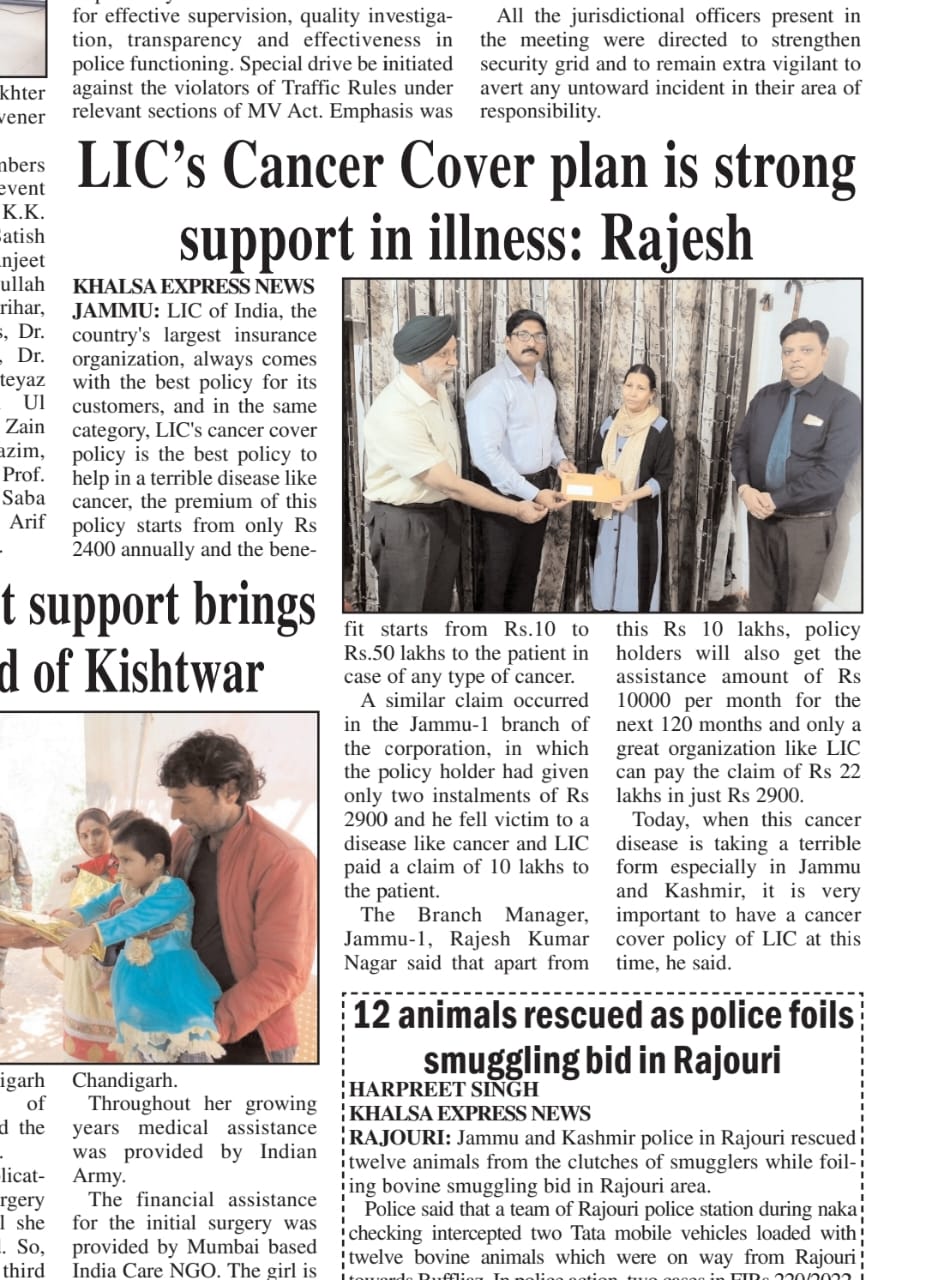 for effective supervision, quality investiga-
tion, transparency and effectiveness in
police functioning. Special drive be initiated
against the violators of Traffic Rules under
relevant sections of MV Act. Emphasis was
All the jurisdictional officers present in
the meeting were directed to strengthen
security grid and to remain extra vigilant to
avert any untoward incident in their area of
responsibility.
khter
vener
nbers
event
K.K.
Satish
njeet
ullah
rihar,
s, Dr.
, Dr.
teyaz
Ul
Zain
azim,
Prof.
Saba
Arif
.
LIC's Cancer Cover plan is strong
support in illness: Rajesh
KHALSA EXPRESS NEWS
JAMMU: LIC of India, the
country's largest insurance
organization, always comes
with the best policy for its
customers, and in the same
category, LIC's cancer cover
policy is the best policy to
help in a terrible disease like
cancer, the premium of this
policy starts from only Rs
2400 annually and the bene-
fit starts from Rs.10 to
Rs.50 lakhs to the patient in
case of any type of cancer.
A similar claim occurred
in the Jammu-1 branch of
the corporation, in which
the policy holder had given
only two instalments of Rs
2900 and he fell victim to a
disease like cancer and LIC
paid a claim of 10 lakhs to
the patient.
The Branch Manager,
Jammu-1, Rajesh Kumar
Nagar said that apart from
this Rs 10 lakhs, policy
holders will also get the
assistance amount of Rs
10000 per month for the
next 120 months and only a
great organization like LIC
can pay the claim of Rs 22
lakhs in just Rs 2900.
Today, when this cancer
disease is taking a terrible
form especially in Jammu
and Kashmir, it is very
important to have a cancer
cover policy of LIC at this
time, he said.
t support brings
d of Kishtwar
igarh
of
d the
.
licat-
rgery
l she
l. So,
third
Chandigarh.
Throughout her growing
years medical assistance
was provided by Indian
Army.
The financial assistance
for the initial surgery was
provided by Mumbai based
India Care NGO. The girl is
12 animals rescued as police foils
smuggling bid in Rajouri
HARPREET SINGH
KHALSA EXPRESS NEWS
RAJOURI: Jammu and Kashmir police in Rajouri rescued
twelve animals from the clutches of smugglers while foil-
ing bovine smuggling bid in Rajouri area.
Police said that a team of Rajouri police station during naka
checking intercepted two Tata mobile vehicles loaded with
twelve bovine animals which were on way from Rajouri
towards Buffliaz. In police action, two cases in FIRs 220/2022